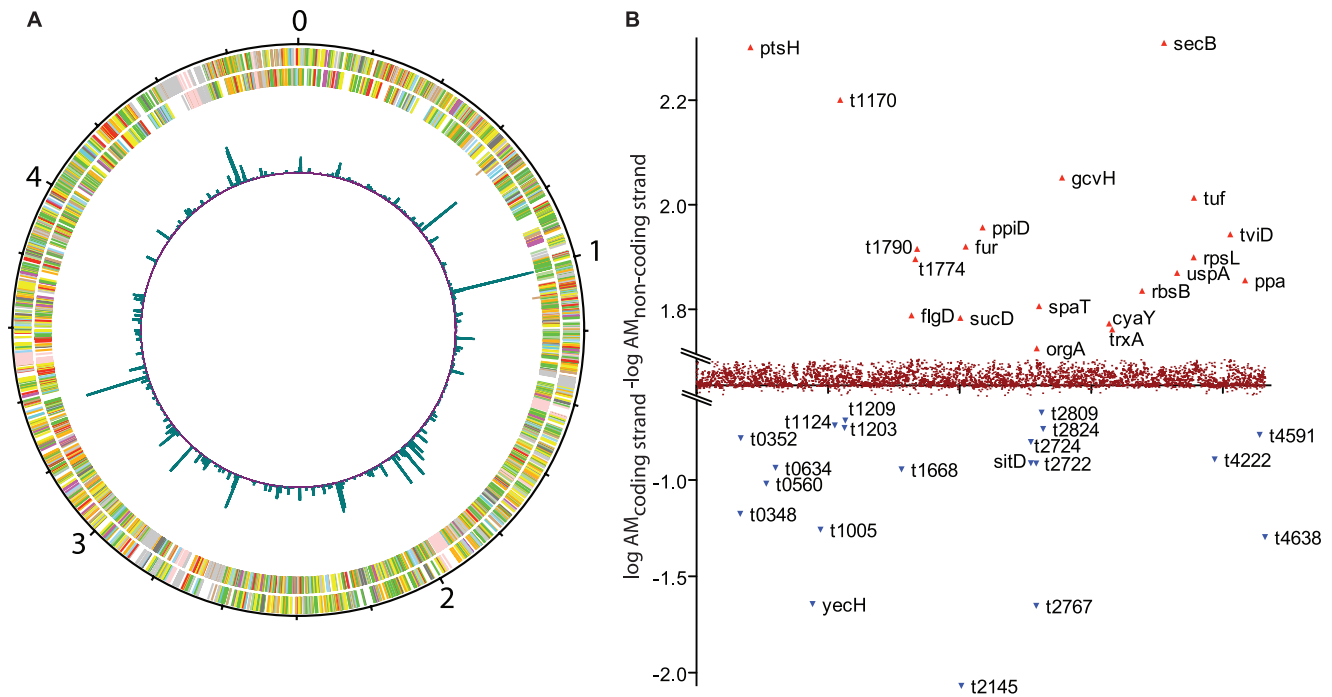 A
0
1
2
3
4
B
log AMcoding strand -log AMnon-coding strand
2.2
2.0
1.8
-1.0
-1.5
-2.0
ptsH
secB
t1170
gcvH
tuf
ppiD
tviD
t1790
fur
t1774
rpsL
uspA
ppa
rbsB
spaT
flgD
sucD
cyaY
trxA
orgA
t1209
t2809
t1124
t1203
t2824
t0352
t2724
t4591
sitD
t2722
t4222
t0634
t1668
t0560
t0348
t1005
t4638
yecH
t2767
t2145